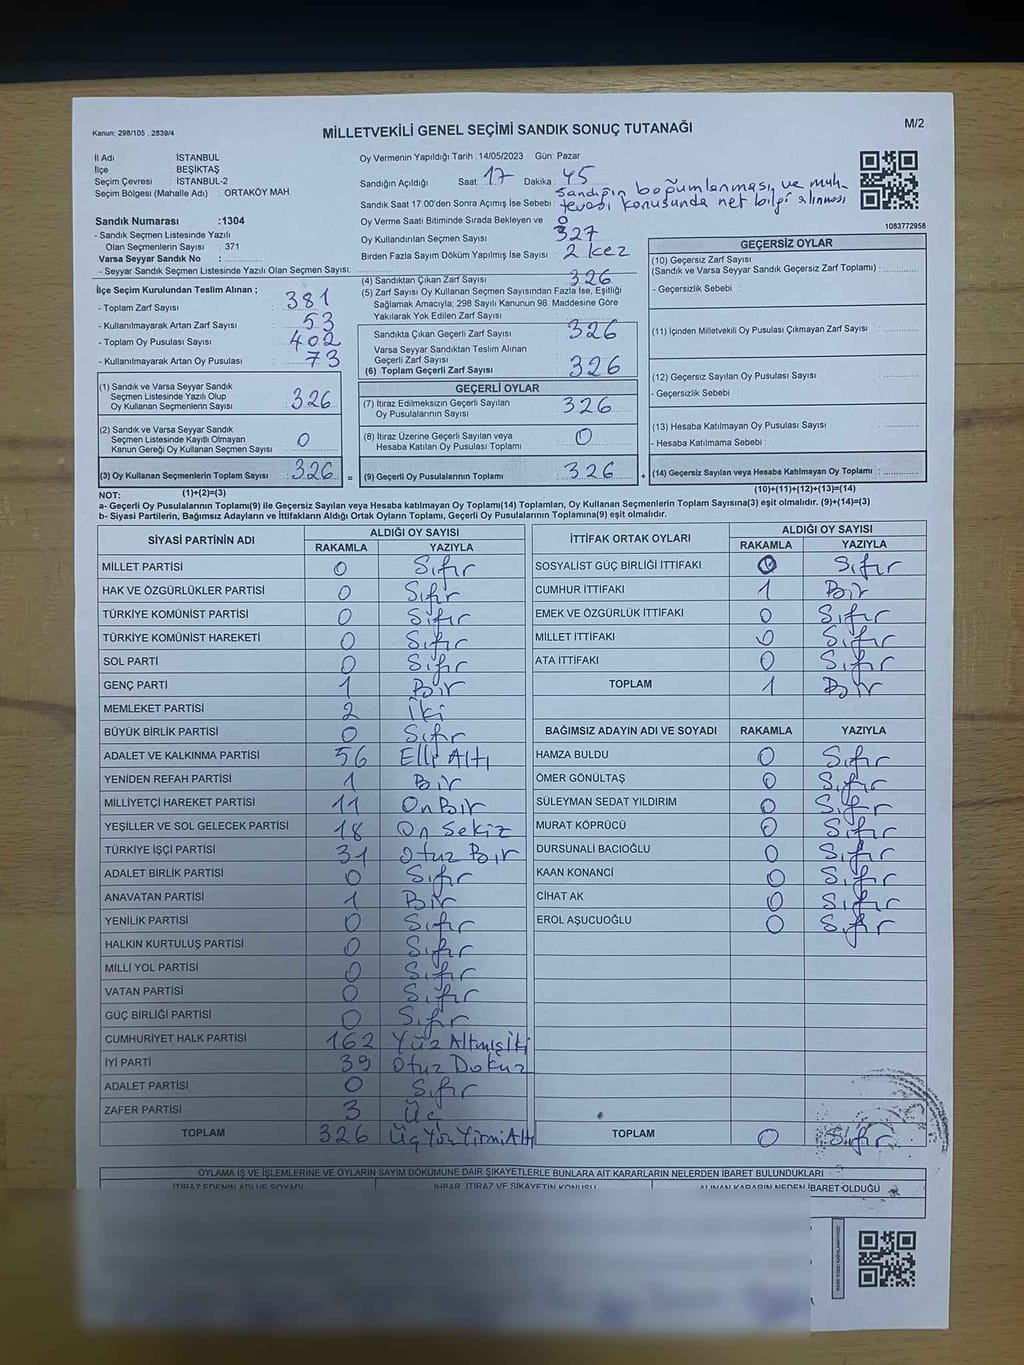 Kanun: 298/105 , 2839/4
MİLLETVEKİLİ GENEL SEÇİMİ SANDIK SONUÇ TUTANAĞI
M/2
İl Adı : İSTANBUL
İlçe : BEŞİKTAŞ
Seçim Çevresi : İSTANBUL-2
Seçim Bölgesi (Mahalle Adı) : ORTAKÖY MAH.
Oy Vermenin Yapıldığı Tarih : 14/05/2023 Gün: Pazar
Sandığın Açıldığı Saat 17 Dakika : 45
Sandık Saat 17:00'den Sonra Açımış İse Sebebi : Sandığın boğumlanması ve muh-
tevası konusunda net bilgi alınması
Oy Verme Saati Bitiminde Sırada Bekleyen ve
Oy Kullandırılan Seçmen Sayısı : 0
327
Birden Fazla Sayım Döküm Yapılmış İse Sayısı : 2 kez
1083772958
Sandık Numarası :1304
- Sandık Seçmen Listesinde Yazılı
Olan Seçmenlerin Sayısı : 371
Varsa Seyyar Sandık No :
- Seyyar Sandık Seçmen Listesinde Yazılı Olan Seçmen Sayısı:
İlçe Seçim Kurulundan Teslim Alınan ;
- Toplam Zarf Sayısı : 381
- Kullanılmayarak Artan Zarf Sayısı : 53
- Toplam Oy Pusulası Sayısı : 402
- Kullanılmayarak Artan Oy Pusulası : 73
(1) Sandık ve Varsa Seyyar Sandık
Seçmen Listesinde Yazılı Olup
Oy Kullanan Seçmenlerin Sayısı : 326
(2) Sandık ve Varsa Seyyar Sandık
Seçmen Listesinde Kayıtlı Olmayan
Kanun Gereği Oy Kullanan Seçmen Sayısı : 0
(3) Oy Kullanan Seçmenlerin Toplam Sayısı : 326
(4) Sandıktan Çıkan Zarf Sayısı : 326
(5) Zarf Sayısı Oy Kullanan Seçmen Sayısından Fazla İse, Eşitliği
Sağlamak Amacıyla; 298 Sayılı Kanunun 98. Maddesine Göre
Yakılarak Yok Edilen Zarf Sayısı :
Sandıkta Çıkan Geçerli Zarf Sayısı : 326
Varsa Seyyar Sandıktan Teslim Alınan
Geçerli Zarf Sayısı :
(6) Toplam Geçerli Zarf Sayısı : 326
GEÇERLİ OYLAR
(7) İtiraz Edilmeksizin Geçerli Sayılan
Oy Pusulalarının Sayısı : 326
(8) İtiraz Üzerine Geçerli Sayılan veya
Hesaba Katılan Oy Pusulası Toplamı : 0
= (9) Geçerli Oy Pusulalarının Toplamı : 326 +
GEÇERSİZ OYLAR
(10) Geçersiz Zarf Sayısı
(Sandık ve Varsa Seyyar Sandık Geçersiz Zarf Toplamı) :
- Geçersizlik Sebebi :
(11) İçinden Milletvekili Oy Pusulası Çıkmayan Zarf Sayısı :
(12) Geçersiz Sayılan Oy Pusulası Sayısı :
- Geçersizlik Sebebi :
(13) Hesaba Katılmayan Oy Pusulası Sayısı :
- Hesaba Katılmama Sebebi :
(14) Geçersiz Sayılan veya Hesaba Katılmayan Oy Toplamı :
NOT: (1)+(2)=(3)
(10)+(11)+(12)+(13)=(14)
a- Geçerli Oy Pusulalarının Toplamı(9) ile Geçersiz Sayılan veya Hesaba katılmayan Oy Toplamı(14) Toplamları, Oy Kullanan Seçmenlerin Toplam Sayısına(3) eşit olmalıdır. (9)+(14)=(3)
b- Siyasi Partilerin, Bağımsız Adayların ve İttifakların Aldığı Ortak Oyların Toplamı, Geçerli Oy Pusulalarının Toplamına(9) eşit olmalıdır.
SİYASİ PARTİNİN ADI ALDIĞI OY SAYISI
RAKAMLA YAZIYLA
MİLLET PARTİSİ 0 Sıfır
HAK VE ÖZGÜRLÜKLER PARTİSİ 0 Sıfır
TÜRKİYE KOMÜNİST PARTİSİ 0 Sıfır
TÜRKİYE KOMÜNİST HAREKETİ 0 Sıfır
SOL PARTİ 0 Sıfır
GENÇ PARTİ 1 Bir
MEMLEKET PARTİSİ 2 İki
BÜYÜK BİRLİK PARTİSİ 0 Sıfır
ADALET VE KALKINMA PARTİSİ 56 Elli Altı
YENİDEN REFAH PARTİSİ 1 Bir
MİLLİYETÇİ HAREKET PARTİSİ 11 On Bir
YEŞİLLER VE SOL GELECEK PARTİSİ 18 On Sekiz
TÜRKİYE İŞÇİ PARTİSİ 31 Otuz Bir
ADALET BİRLİK PARTİSİ 0 Sıfır
ANAVATAN PARTİSİ 1 Bir
YENİLİK PARTİSİ 0 Sıfır
HALKIN KURTULUŞ PARTİSİ 0 Sıfır
MİLLİ YOL PARTİSİ 0 Sıfır
VATAN PARTİSİ 0 Sıfır
GÜÇ BİRLİĞİ PARTİSİ 0 Sıfır
CUMHURİYET HALK PARTİSİ 162 Yüz Altmış İki
İYİ PARTİ 39 Otuz Dokuz
ADALET PARTİSİ 0 Sıfır
ZAFER PARTİSİ 3 Üç
TOPLAM 326 Üç Yüz Yirmi Altı
İTTİFAK ORTAK OYLARI ALDIĞI OY SAYISI
RAKAMLA YAZIYLA
SOSYALİST GÜÇ BİRLİĞİ İTTİFAKI 0 Sıfır
CUMHUR İTTİFAKI 1 Bir
EMEK VE ÖZGÜRLÜK İTTİFAKI 0 Sıfır
MİLLET İTTİFAKI 0 Sıfır
ATA İTTİFAKI 0 Sıfır
TOPLAM 1 Bir
BAĞIMSIZ ADAYIN ADI VE SOYADI RAKAMLA YAZIYLA
HAMZA BULDU 0 Sıfır
ÖMER GÖNÜLTAŞ 0 Sıfır
SÜLEYMAN SEDAT YILDIRIM 0 Sıfır
MURAT KÖPRÜCÜ 0 Sıfır
DURSUNALİ BACIOĞLU 0 Sıfır
KAAN KONANCİ 0 Sıfır
CİHAT AK 0 Sıfır
EROL AŞUCUOĞLU 0 Sıfır
TOPLAM 0 Sıfır
OYLAMA İŞ VE İŞLEMLERİNE VE OYLARIN SAYIM DÖKÜMÜNE DAİR ŞİKAYETLERLE BUNLARA AİT KARARLARIN NELERDEN İBARET BULUNDUKLARI
İTİRAZ EDENİN ADI VE SOYADI İHBAR, İTİRAZ VE ŞİKAYETİN KONUSU ALINAN KARARIN NEDEN İBARET OLDUĞU